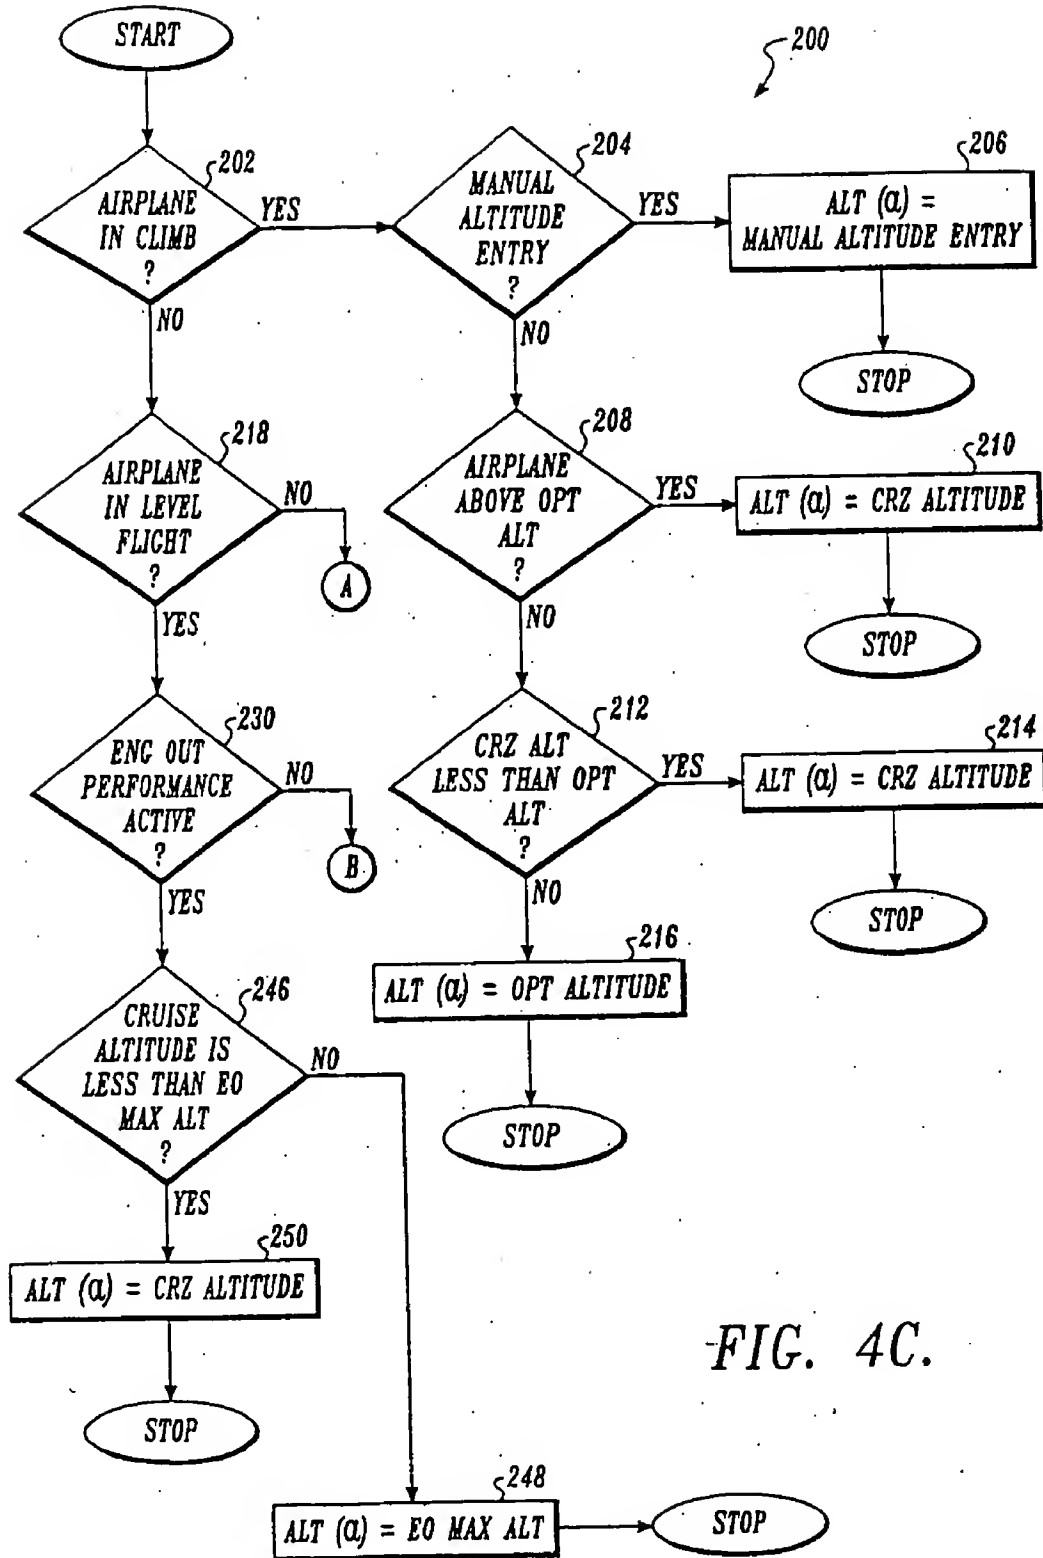 START
200
202
AIRPLANE
IN CLIMB
?
YES
NO
204
MANUAL
ALTITUDE
ENTRY
?
YES
NO
206
ALT (α) =
MANUAL ALTITUDE ENTRY
STOP
218
AIRPLANE
IN LEVEL
FLIGHT
?
NO
A
YES
208
AIRPLANE
ABOVE OPT
ALT
?
YES
NO
210
ALT (α) = CRZ ALTITUDE
STOP
230
ENG OUT
PERFORMANCE
ACTIVE
?
NO
B
YES
212
CRZ ALT
LESS THAN OPT
ALT
?
YES
NO
214
ALT (α) = CRZ ALTITUDE
STOP
216
ALT (α) = OPT ALTITUDE
STOP
246
CRUISE
ALTITUDE IS
LESS THAN EO
MAX ALT
?
NO
YES
250
ALT (α) = CRZ ALTITUDE
STOP
248
ALT (α) = EO MAX ALT
STOP
FIG. 4C.